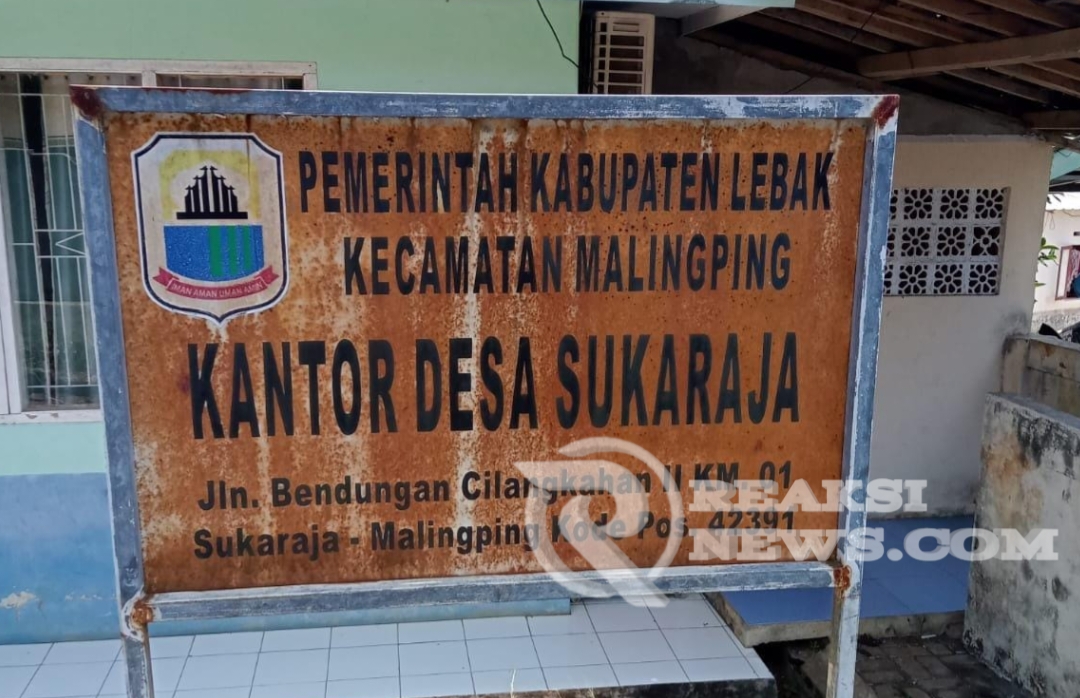 PEMERINTAH KABUPATEN LEBAK
KECAMATAN MALINGPING
IMAN AMAN UMAN AMIN
KANTOR DESA SUKARAJA
Jln. Bendungan Cilangkahan II KM. 01
Sukaraja - Malingping Kode Pos. 42391
REAKSI
NEWS.COM